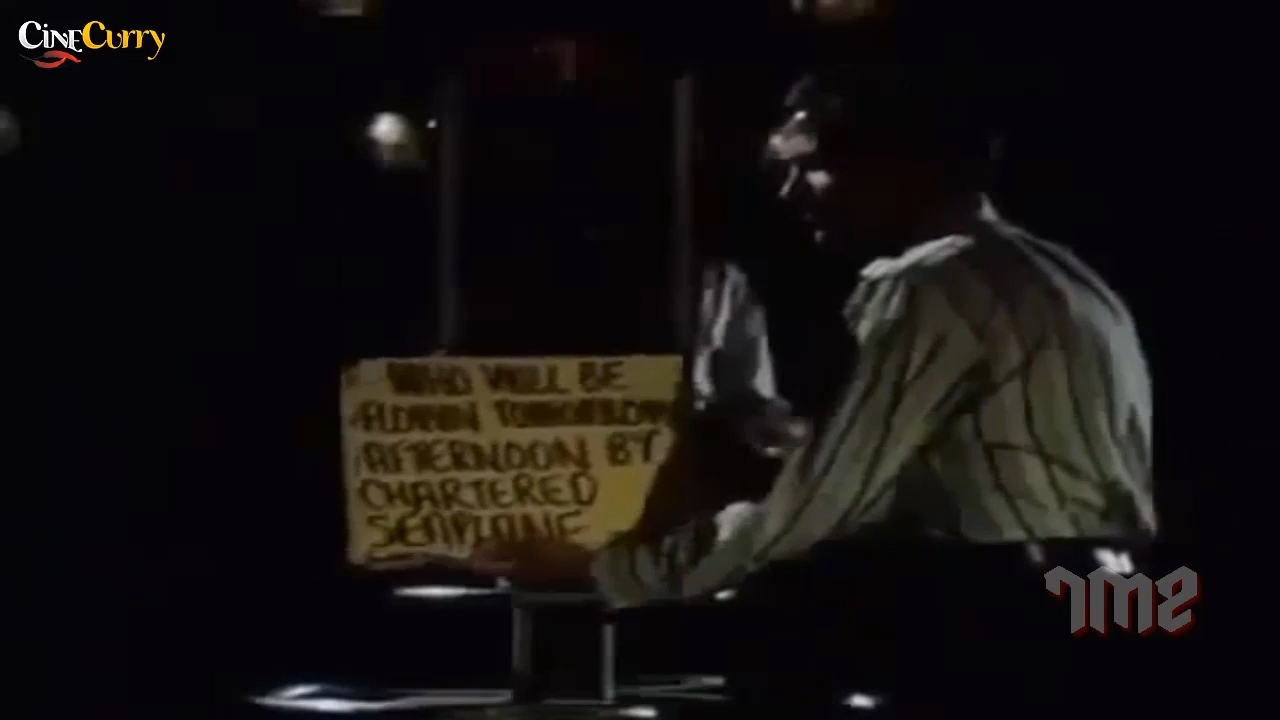 CINECURRY
WHO WILL BE
FLOWN TOMORROW
AFTERNOON BY
CHARTERED
SEAPLANE